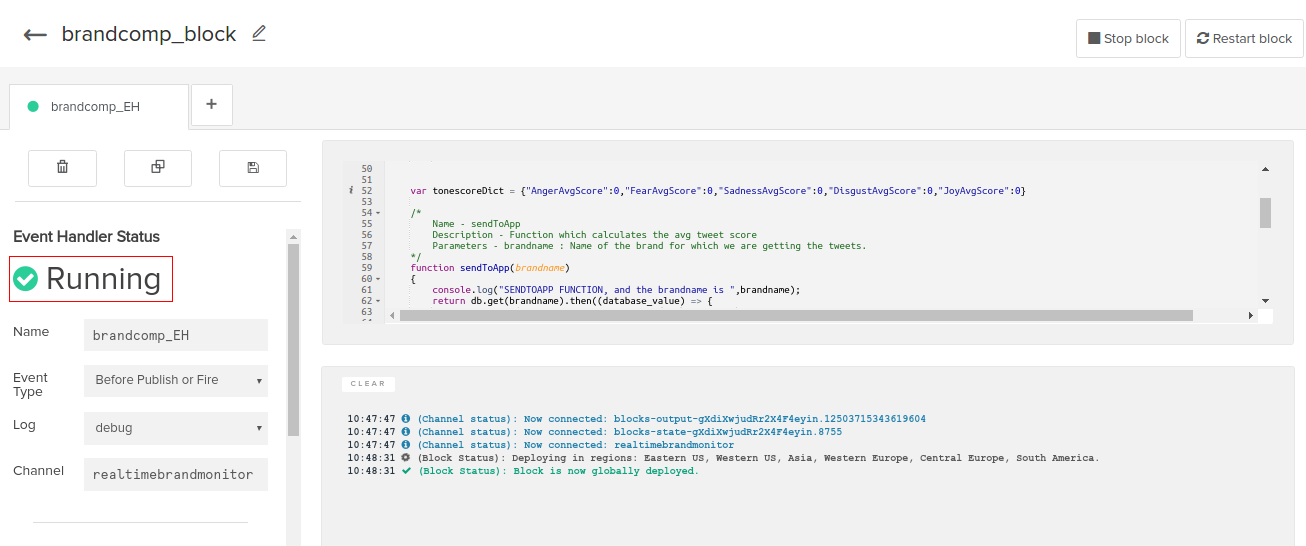 brandcomp_block
Stop block
Restart block
brandcomp_EH
+
Event Handler Status
Running
Name
brandcomp_EH
Event Type
Before Publish or Fire
Log
debug
Channel
realtimebrandmonitor
50
51
52 var tonescoreDict = {"AngerAvgScore":0,"FearAvgScore":0,"SadnessAvgScore":0,"DisgustAvgScore":0,"JoyAvgScore":0}
53
54 /*
55 Name - sendToApp
56 Description - Function which calculates the avg tweet score
57 Parameters - brandname : Name of the brand for which we are getting the tweets.
58 */
59 function sendToApp(brandname)
60 {
61 console.log("SENDTOAPP FUNCTION, and the brandname is ",brandname);
62 return db.get(brandname).then((database_value) => {
63
CLEAR
10:47:47 (Channel status): Now connected: blocks-output-gXdiXwjudRr2X4F4eyin.12503715343619604
10:47:47 (Channel status): Now connected: blocks-state-gXdiXwjudRr2X4F4eyin.8755
10:47:47 (Channel status): Now connected: realtimebrandmonitor
10:48:31 (Block Status): Deploying in regions: Eastern US, Western US, Asia, Western Europe, Central Europe, South America.
10:48:31 (Block Status): Block is now globally deployed.